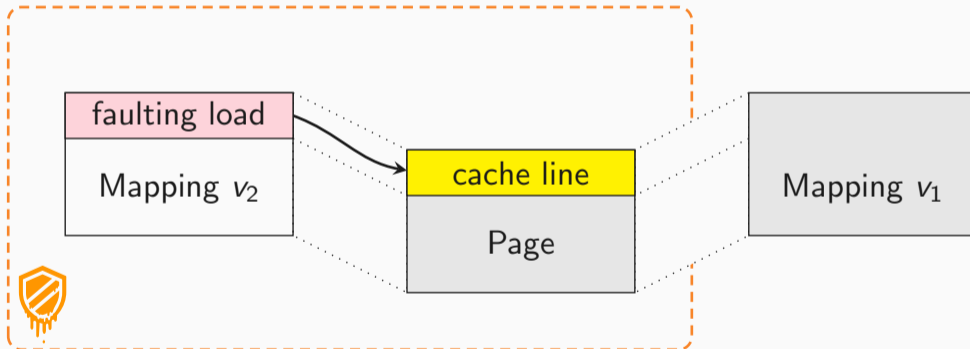 faulting load
Mapping v₂
cache line
Page
Mapping v₁